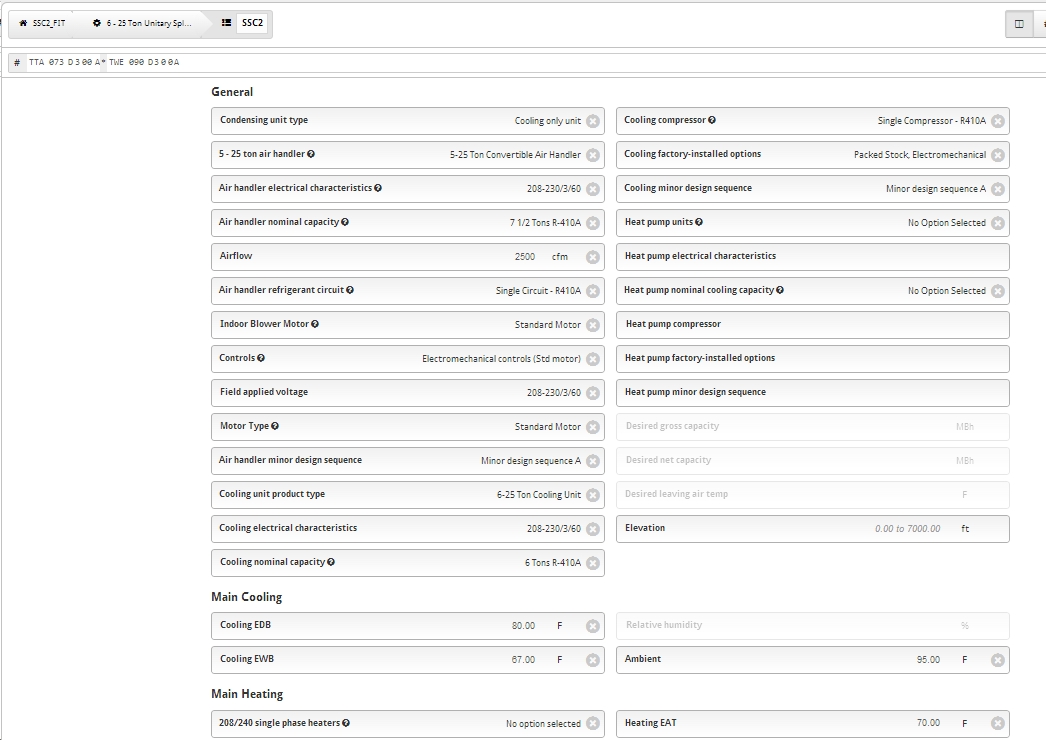 SSC2_FIT 6 - 25 Ton Unitary Spl... SSC2
# TTA 073 D300A* TWE 090 D300A
General
Condensing unit type Cooling only unit
Cooling compressor Single Compressor - R410A
5 - 25 ton air handler 5-25 Ton Convertible Air Handler
Cooling factory-installed options Packed Stock, Electromechanical
Air handler electrical characteristics 208-230/3/60
Cooling minor design sequence Minor design sequence A
Air handler nominal capacity 7 1/2 Tons R-410A
Heat pump units No Option Selected
Airflow 2500 cfm
Heat pump electrical characteristics
Air handler refrigerant circuit Single Circuit - R410A
Heat pump nominal cooling capacity No Option Selected
Indoor Blower Motor Standard Motor
Heat pump compressor
Controls Electromechanical controls (Std motor)
Heat pump factory-installed options
Field applied voltage 208-230/3/60
Heat pump minor design sequence
Motor Type Standard Motor
Desired gross capacity MBh
Air handler minor design sequence Minor design sequence A
Desired net capacity MBh
Cooling unit product type 6-25 Ton Cooling Unit
Desired leaving air temp F
Cooling electrical characteristics 208-230/3/60
Elevation 0.00 to 7000.00 ft
Cooling nominal capacity 6 Tons R-410A
Main Cooling
Cooling EDB 80.00 F
Relative humidity %
Cooling EWB 67.00 F
Ambient 95.00 F
Main Heating
208/240 single phase heaters No option selected
Heating EAT 70.00 F